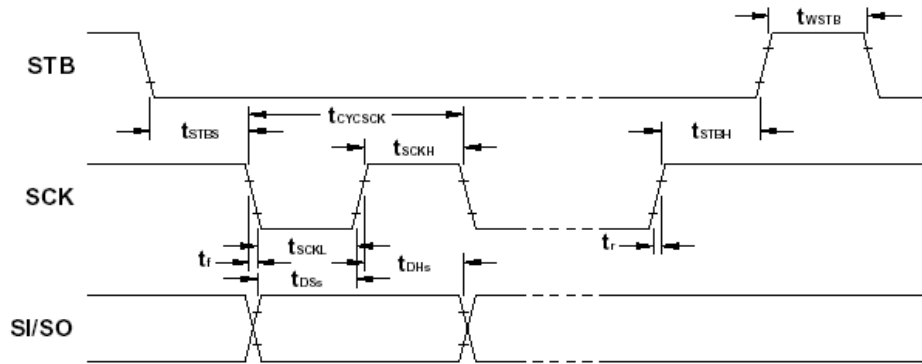 tWSTB
STB
tSTBS
tCYCSCK
tSTBH
tSCKH
SCK
tSCKL
tf
tDHs
tr
tDSs
SI/SO